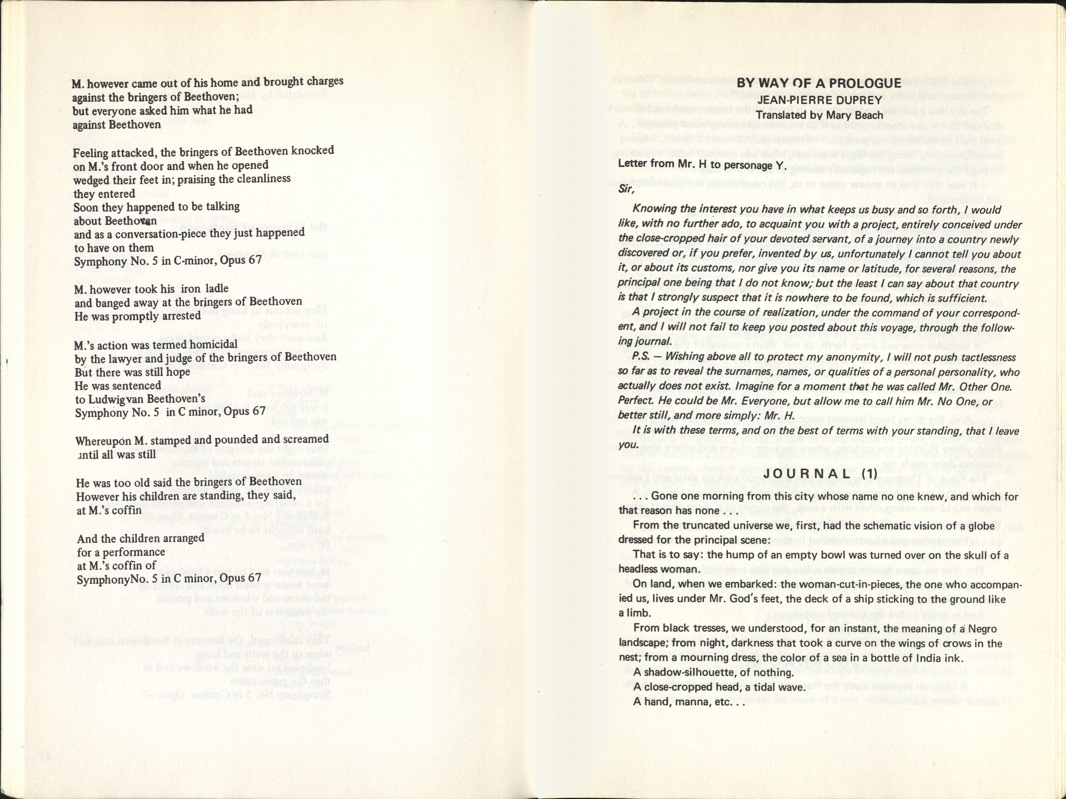 M. however came out of his home and brought charges
against the bringers of Beethoven;
but everyone asked him what he had
against Beethoven

Feeling attacked, the bringers of Beethoven knocked
on M.'s front door and when he opened
wedged their feet in; praising the cleanliness
they entered
Soon they happened to be talking
about Beethoven
and as a conversation-piece they just happened
to have on them
Symphony No. 5 in C-minor, Opus 67

M. however took his iron ladle
and banged away at the bringers of Beethoven
He was promptly arrested

M.'s action was termed homicidal
by the lawyer and judge of the bringers of Beethoven
But there was still hope
He was sentenced
to Ludwig van Beethoven's
Symphony No. 5 in C minor, Opus 67

Whereupon M. stamped and pounded and screamed
until all was still

He was too old said the bringers of Beethoven
However his children are standing, they said,
at M.'s coffin

And the children arranged
for a performance
at M.'s coffin of
SymphonyNo. 5 in C minor, Opus 67

BY WAY OF A PROLOGUE
JEAN-PIERRE DUPREY
Translated by Mary Beach

Letter from Mr. H to personage Y.

Sir,

Knowing the interest you have in what keeps us busy and so forth, I would
like, with no further ado, to acquaint you with a project, entirely conceived under
the close-cropped hair of your devoted servant, of a journey into a country newly
discovered or, if you prefer, invented by us, unfortunately I cannot tell you about
it, or about its customs, nor give you its name or latitude, for several reasons, the
principal one being that I do not know; but the least I can say about that country
is that I strongly suspect that it is nowhere to be found, which is sufficient.
A project in the course of realization, under the command of your correspond-
ent, and I will not fail to keep you posted about this voyage, through the follow-
ing journal.
P.S. — Wishing above all to protect my anonymity, I will not push tactlessness
so far as to reveal the surnames, names, or qualities of a personal personality, who
actually does not exist. Imagine for a moment that he was called Mr. Other One.
Perfect. He could be Mr. Everyone, but allow me to call him Mr. No One, or
better still, and more simply: Mr. H.
It is with these terms, and on the best of terms with your standing, that I leave
you.

JOURNAL (1)

. . . Gone one morning from this city whose name no one knew, and which for
that reason has none . . .
From the truncated universe we, first, had the schematic vision of a globe
dressed for the principal scene:
That is to say: the hump of an empty bowl was turned over on the skull of a
headless woman.
On land, when we embarked: the woman-cut-in-pieces, the one who accompan-
ied us, lives under Mr. God's feet, the deck of a ship sticking to the ground like
a limb.
From black tresses, we understood, for an instant, the meaning of a Negro
landscape; from night, darkness that took a curve on the wings of crows in the
nest; from a mourning dress, the color of a sea in a bottle of India ink.
A shadow-silhouette, of nothing.
A close-cropped head, a tidal wave.
A hand, manna, etc. . .